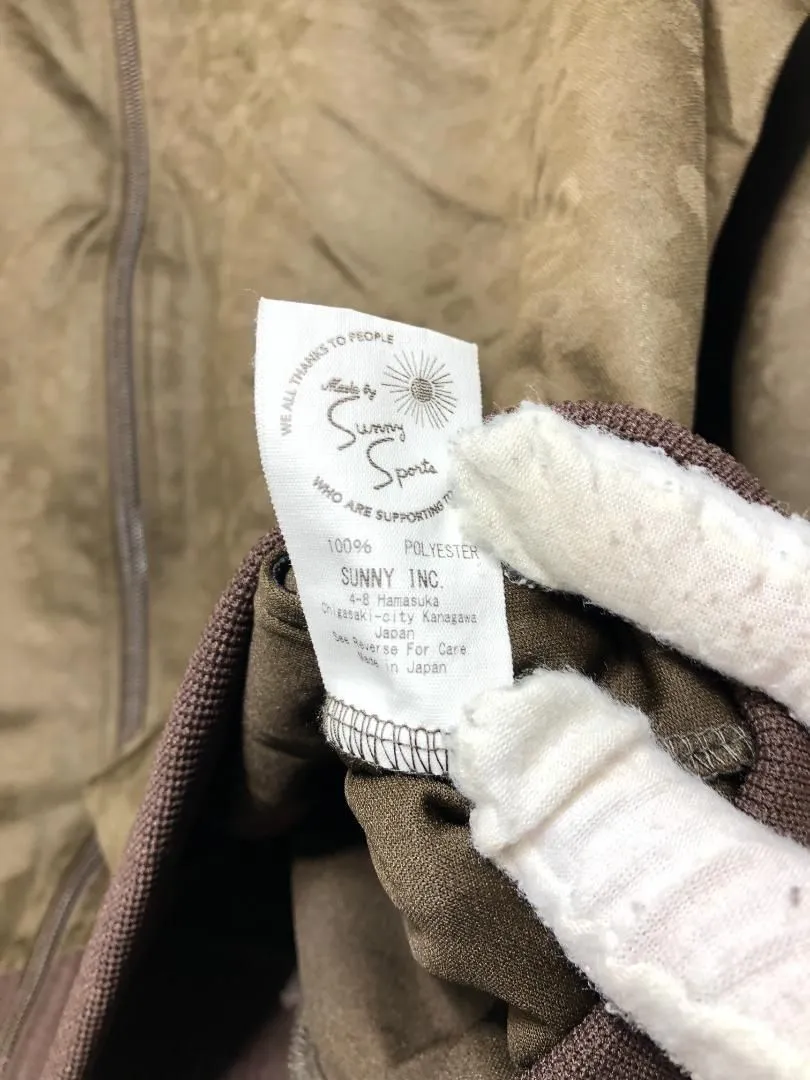 WE ALL THANKS TO PEOPLE
Made by
Sunny
Sports
WHO ARE SUPPORTING TO
100% POLYESTER
SUNNY INC.
4-8 Hamasuka
Chigasaki-city Kanagawa
Japan
See Reverse For Care
Made in Japan